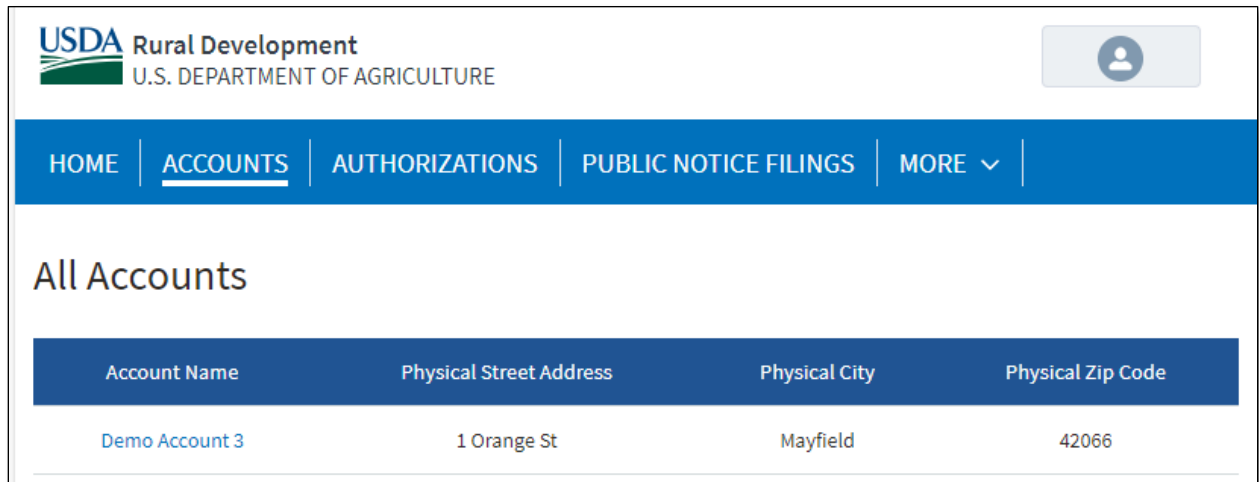 USDA Rural Development
U.S. DEPARTMENT OF AGRICULTURE
HOME ACCOUNTS AUTHORIZATIONS PUBLIC NOTICE FILINGS MORE
All Accounts
Account Name Physical Street Address Physical City Physical Zip Code
Demo Account 3 1 Orange St Mayfield 42066